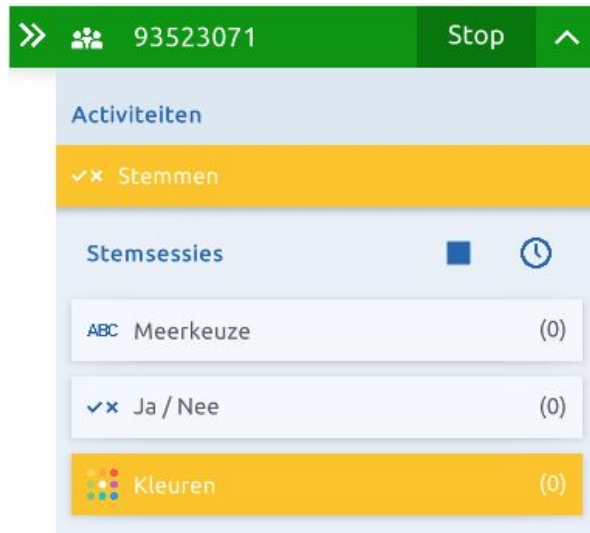 93523071 Stop
Activiteiten
Stemmen
Stemsessies
ABC Meerkeuze (0)
Ja / Nee (0)
Kleuren (0)